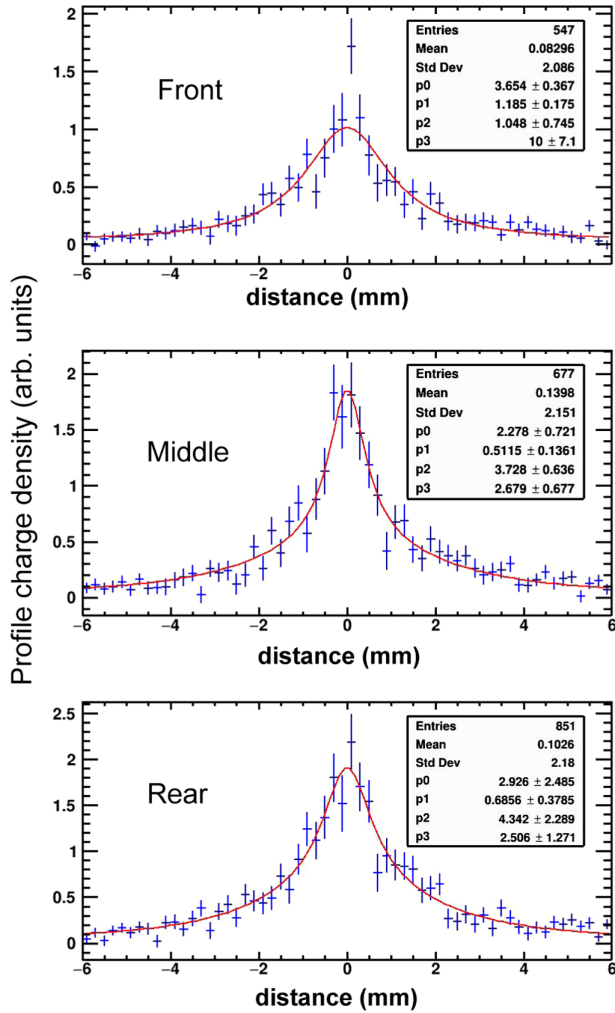 Profile charge density (arb. units)
2
1.5
1
0.5
0
Front
Entries 547
Mean 0.08296
Std Dev 2.086
p0 3.654 ± 0.367
p1 1.185 ± 0.175
p2 1.048 ± 0.745
p3 10 ± 7.1
−6 −4 −2 0 2 4 6
distance (mm)
2
1.5
1
0.5
0
Middle
Entries 677
Mean 0.1398
Std Dev 2.151
p0 2.278 ± 0.721
p1 0.5115 ± 0.1361
p2 3.728 ± 0.636
p3 2.679 ± 0.677
−6 −4 −2 0 2 4 6
distance (mm)
2.5
2
1.5
1
0.5
0
Rear
Entries 851
Mean 0.1026
Std Dev 2.18
p0 2.926 ± 2.485
p1 0.6856 ± 0.3785
p2 4.342 ± 2.289
p3 2.506 ± 1.271
−6 −4 −2 0 2 4 6
distance (mm)